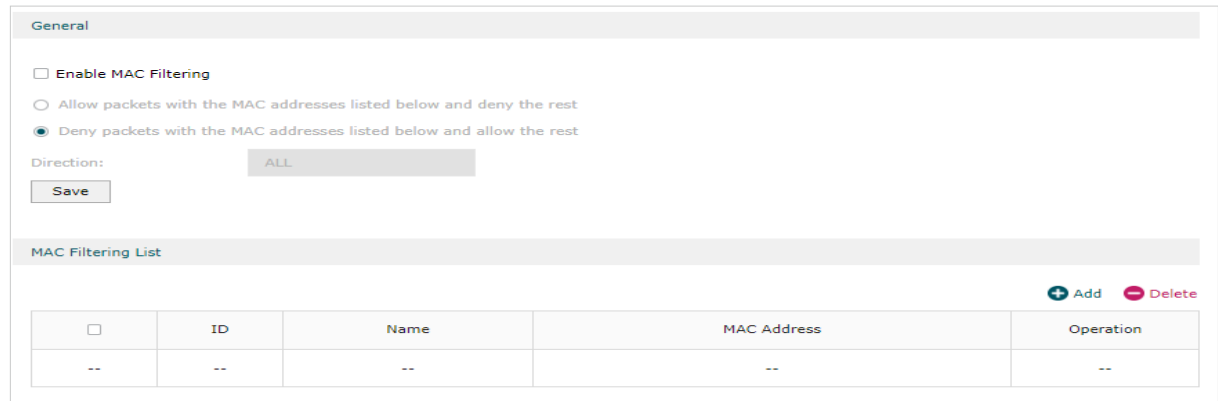 General
Enable MAC Filtering
Allow packets with the MAC addresses listed below and deny the rest
Deny packets with the MAC addresses listed below and allow the rest
Direction: ALL
Save
MAC Filtering List
Add Delete
ID Name MAC Address Operation
-- -- -- -- --